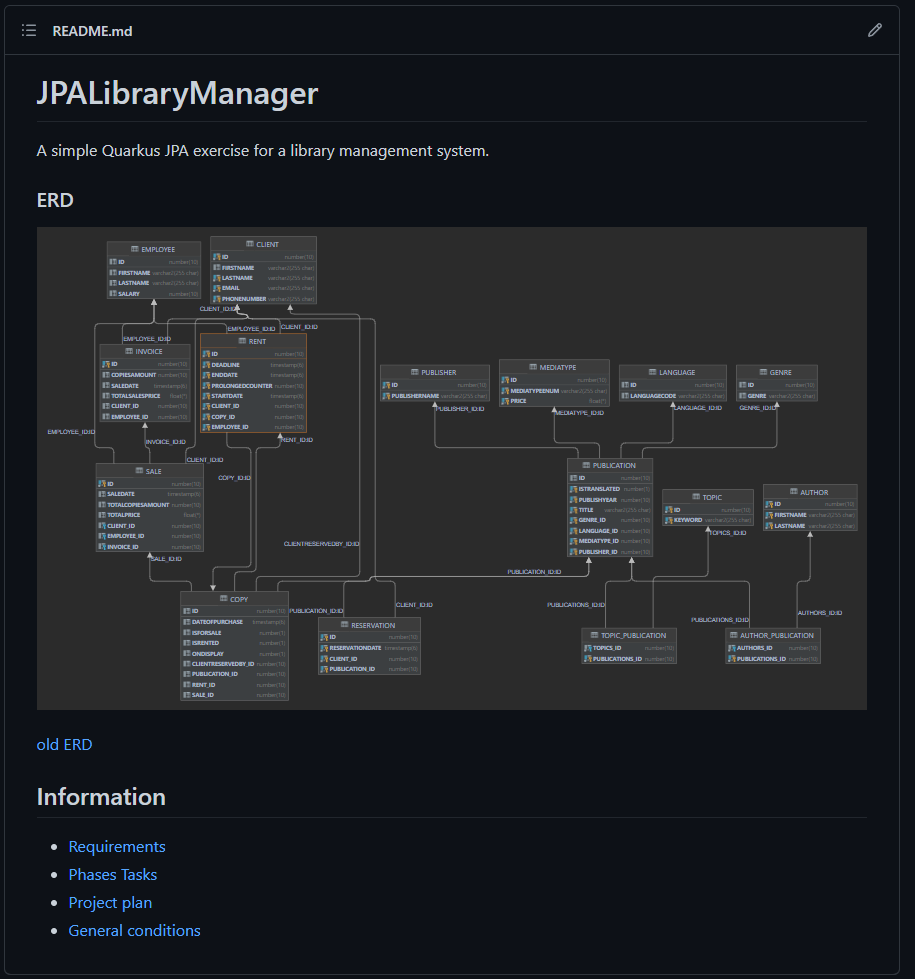 README.md
JPALibraryManager
A simple Quarkus JPA exercise for a library management system.
ERD
EMPLOYEE
ID number(10)
FIRSTNAME varchar2(255 char)
LASTNAME varchar2(255 char)
SALARY number(10)
CLIENT
ID number(10)
FIRSTNAME varchar2(255 char)
LASTNAME varchar2(255 char)
EMAIL varchar2(255 char)
PHONENUMBER varchar2(255 char)
CLIENT_ID:ID
EMPLOYEE_ID:ID
CLIENT_ID:ID
EMPLOYEE_ID:ID
INVOICE
ID number(10)
COPIESAMOUNT number(10)
SALEDATE timestamp(6)
TOTALSALESPRICE float(*)
CLIENT_ID number(10)
EMPLOYEE_ID number(10)
RENT
ID number(10)
DEADLINE timestamp(6)
ENDDATE timestamp(6)
PROLONGEDCOUNTER number(10)
STARTDATE timestamp(6)
CLIENT_ID number(10)
COPY_ID number(10)
EMPLOYEE_ID number(10)
PUBLISHER
ID number(10)
PUBLISHERNAME varchar2(255 char)
MEDIATYPE
ID number(10)
MEDIATYPEENUM varchar2(255 char)
PRICE float(*)
LANGUAGE
ID number(10)
LANGUAGECODE varchar2(255 char)
GENRE
ID number(10)
GENRE varchar2(255 char)
PUBLISHER_ID:ID
MEDIATYPE_ID:ID
LANGUAGE_ID:ID
GENRE_ID:ID
EMPLOYEE_ID:ID
INVOICE_ID:ID
RENT_ID:ID
CLIENT_ID:ID
COPY_ID:ID
SALE
ID number(10)
SALEDATE timestamp(6)
TOTALCOPIESAMOUNT number(10)
TOTALPRICE float(*)
CLIENT_ID number(10)
EMPLOYEE_ID number(10)
INVOICE_ID number(10)
PUBLICATION
ID number(10)
ISTRANSLATED number(1)
PUBLISHYEAR number(10)
TITLE varchar2(255 char)
GENRE_ID number(10)
LANGUAGE_ID number(10)
MEDIATYPE_ID number(10)
PUBLISHER_ID number(10)
TOPIC
ID number(10)
KEYWORD varchar2(255 char)
AUTHOR
ID number(10)
FIRSTNAME varchar2(255 char)
LASTNAME varchar2(255 char)
TOPICS_ID:ID
CLIENTRESERVEDBY_ID:ID
SALE_ID:ID
PUBLICATION_ID:ID
COPY
ID number(10)
DATEOFPURCHASE timestamp(6)
ISFORSALE number(1)
ISRENTED number(1)
ONDISPLAY number(1)
CLIENTRESERVEDBY_ID number(10)
PUBLICATION_ID number(10)
RENT_ID number(10)
SALE_ID number(10)
PUBLICATION_ID:ID
CLIENT_ID:ID
RESERVATION
ID number(10)
RESERVATIONDATE timestamp(6)
CLIENT_ID number(10)
PUBLICATION_ID number(10)
PUBLICATIONS_ID:ID
PUBLICATIONS_ID:ID
AUTHORS_ID:ID
TOPIC_PUBLICATION
TOPICS_ID number(10)
PUBLICATIONS_ID number(10)
AUTHOR_PUBLICATION
AUTHORS_ID number(10)
PUBLICATIONS_ID number(10)
old ERD
Information
Requirements
Phases Tasks
Project plan
General conditions